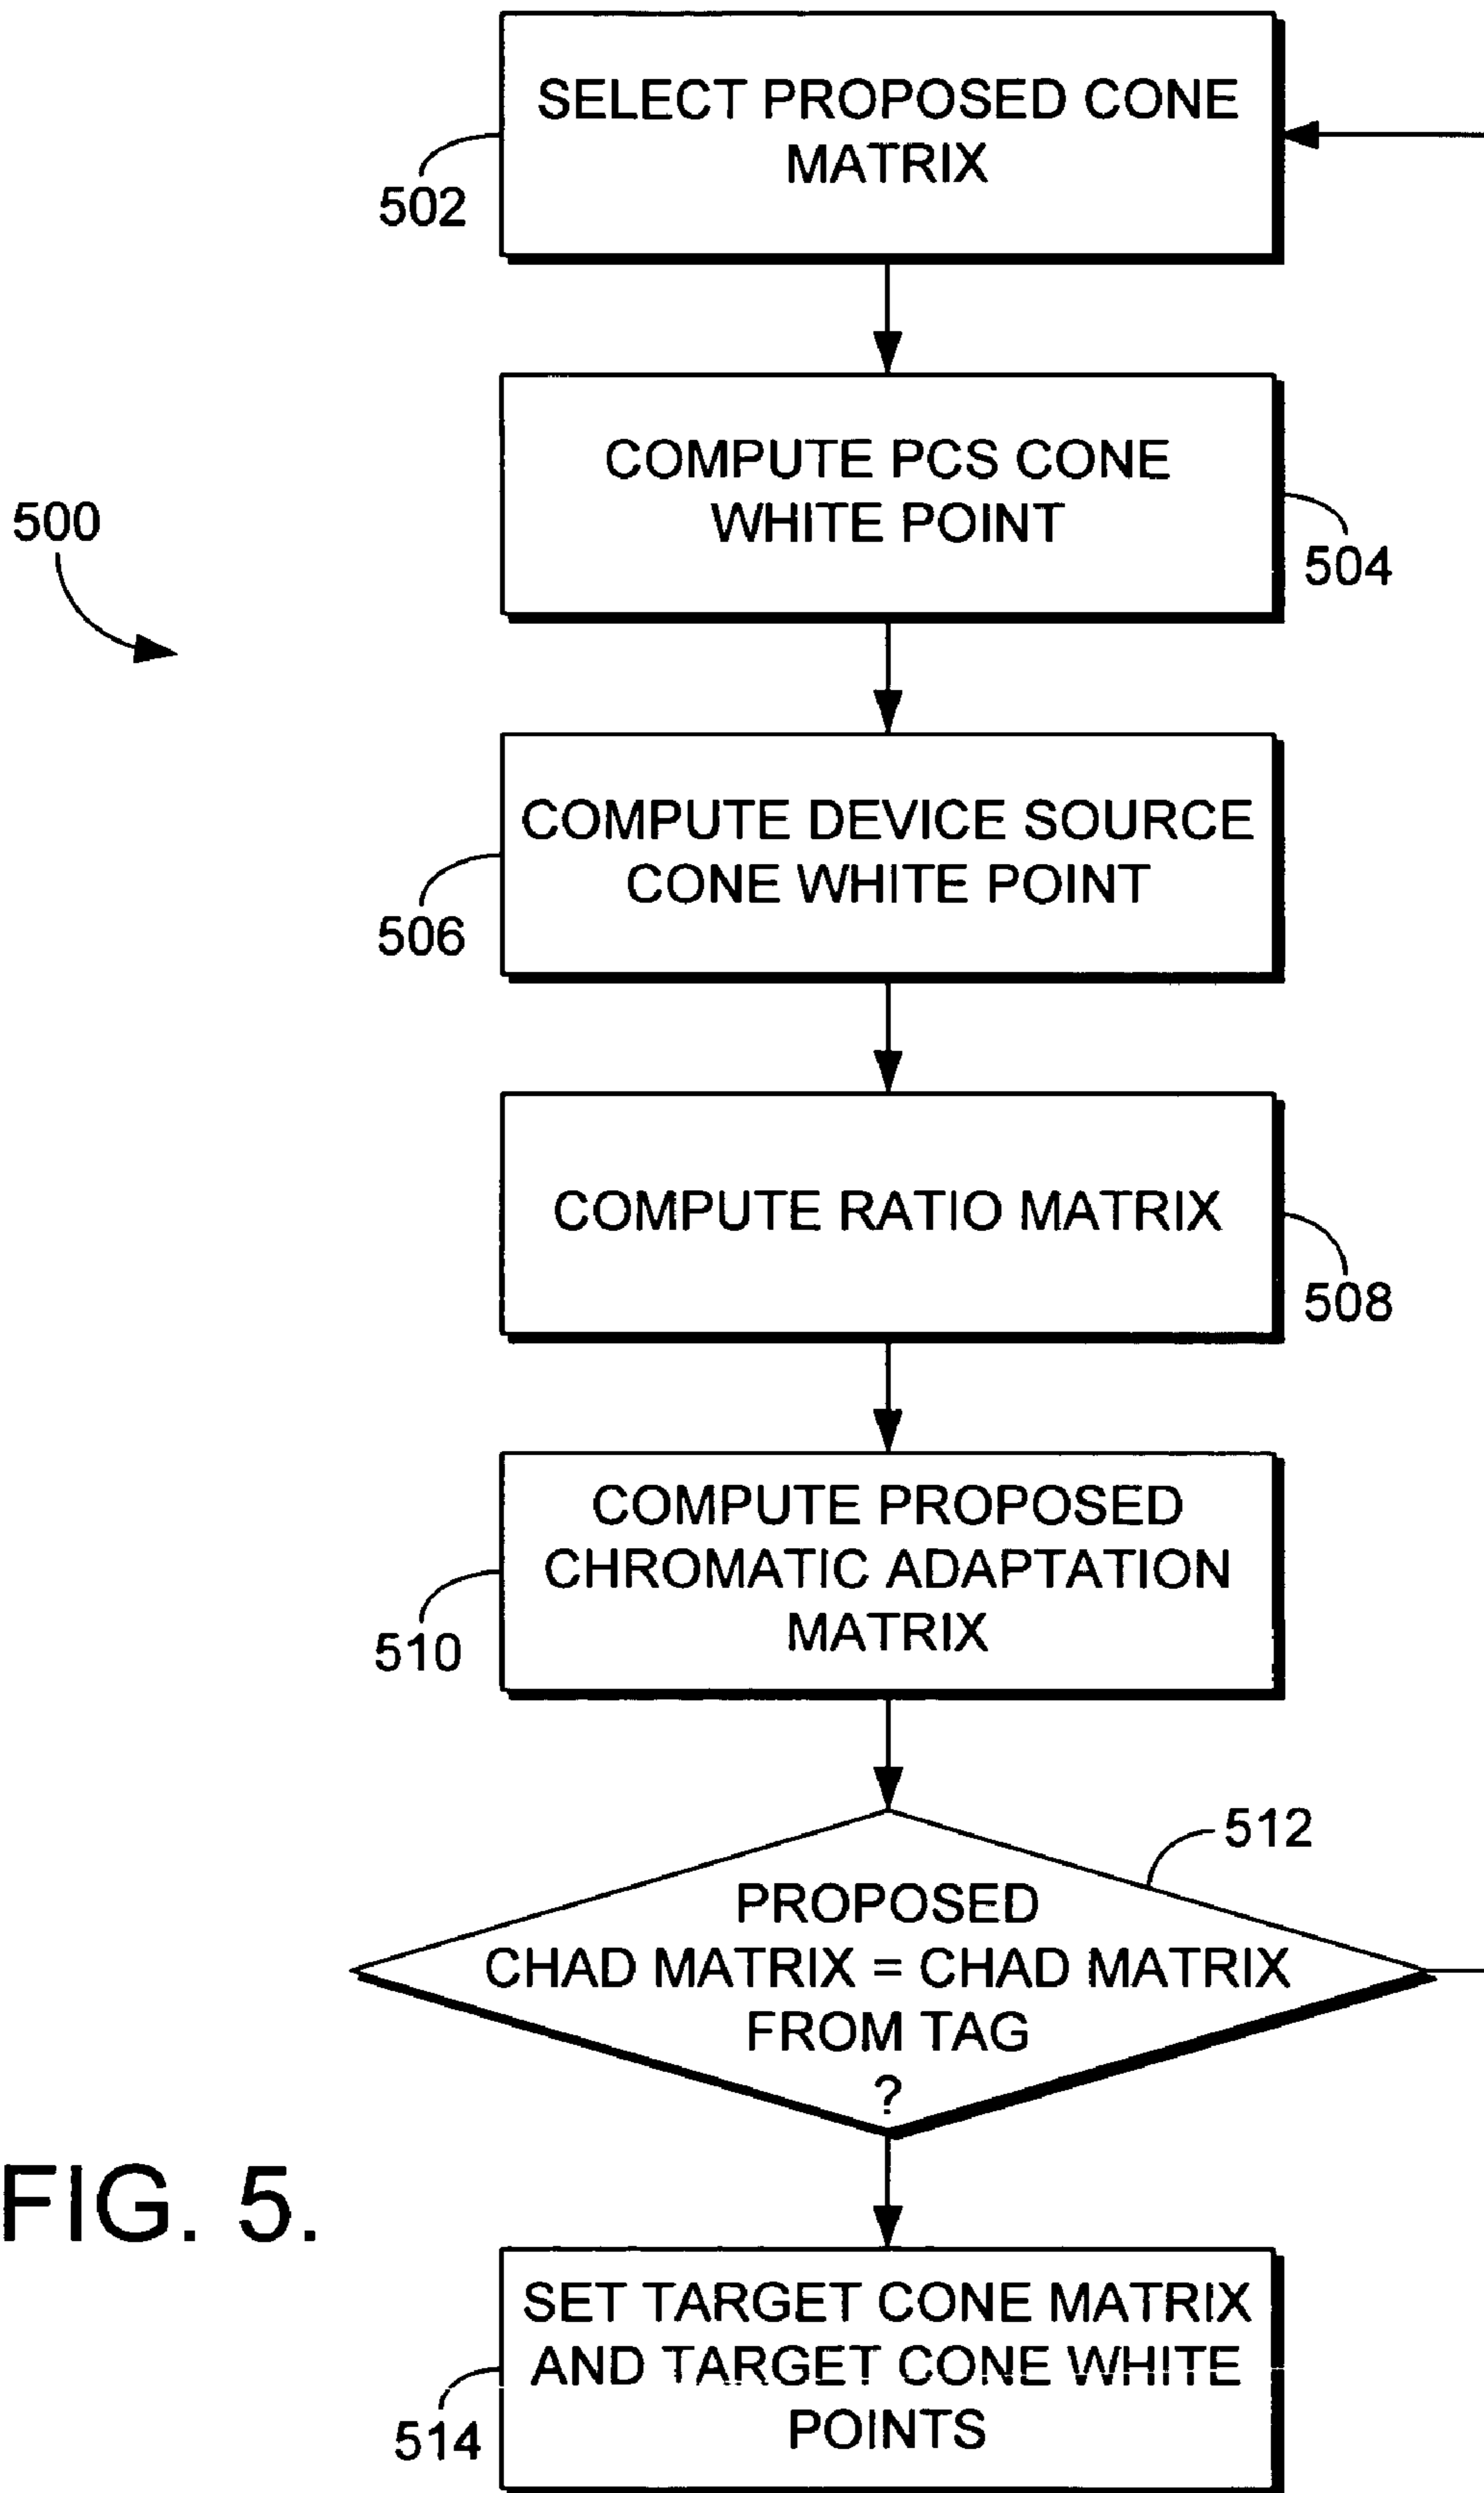 SELECT PROPOSED CONE
MATRIX
502
COMPUTE PCS CONE
WHITE POINT
500
504
COMPUTE DEVICE SOURCE
CONE WHITE POINT
506
COMPUTE RATIO MATRIX
508
COMPUTE PROPOSED
CHROMATIC ADAPTATION
MATRIX
510
512
PROPOSED
CHAD MATRIX = CHAD MATRIX
FROM TAG
?
FIG. 5.
SET TARGET CONE MATRIX
AND TARGET CONE WHITE
POINTS
514